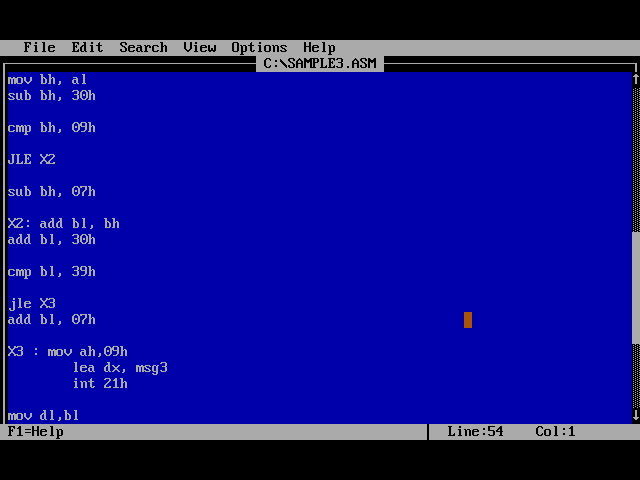 File Edit Search View Options Help
C:\SAMPLE3.ASM
mov bh, al
sub bh, 30h
cmp bh, 09h
JLE X2
sub bh, 07h
X2: add bl, bh
add bl, 30h
cmp bl, 39h
jle X3
add bl, 07h
X3 : mov ah,09h
lea dx, msg3
int 21h
mov dl,bl
F1=Help Line:54 Col:1